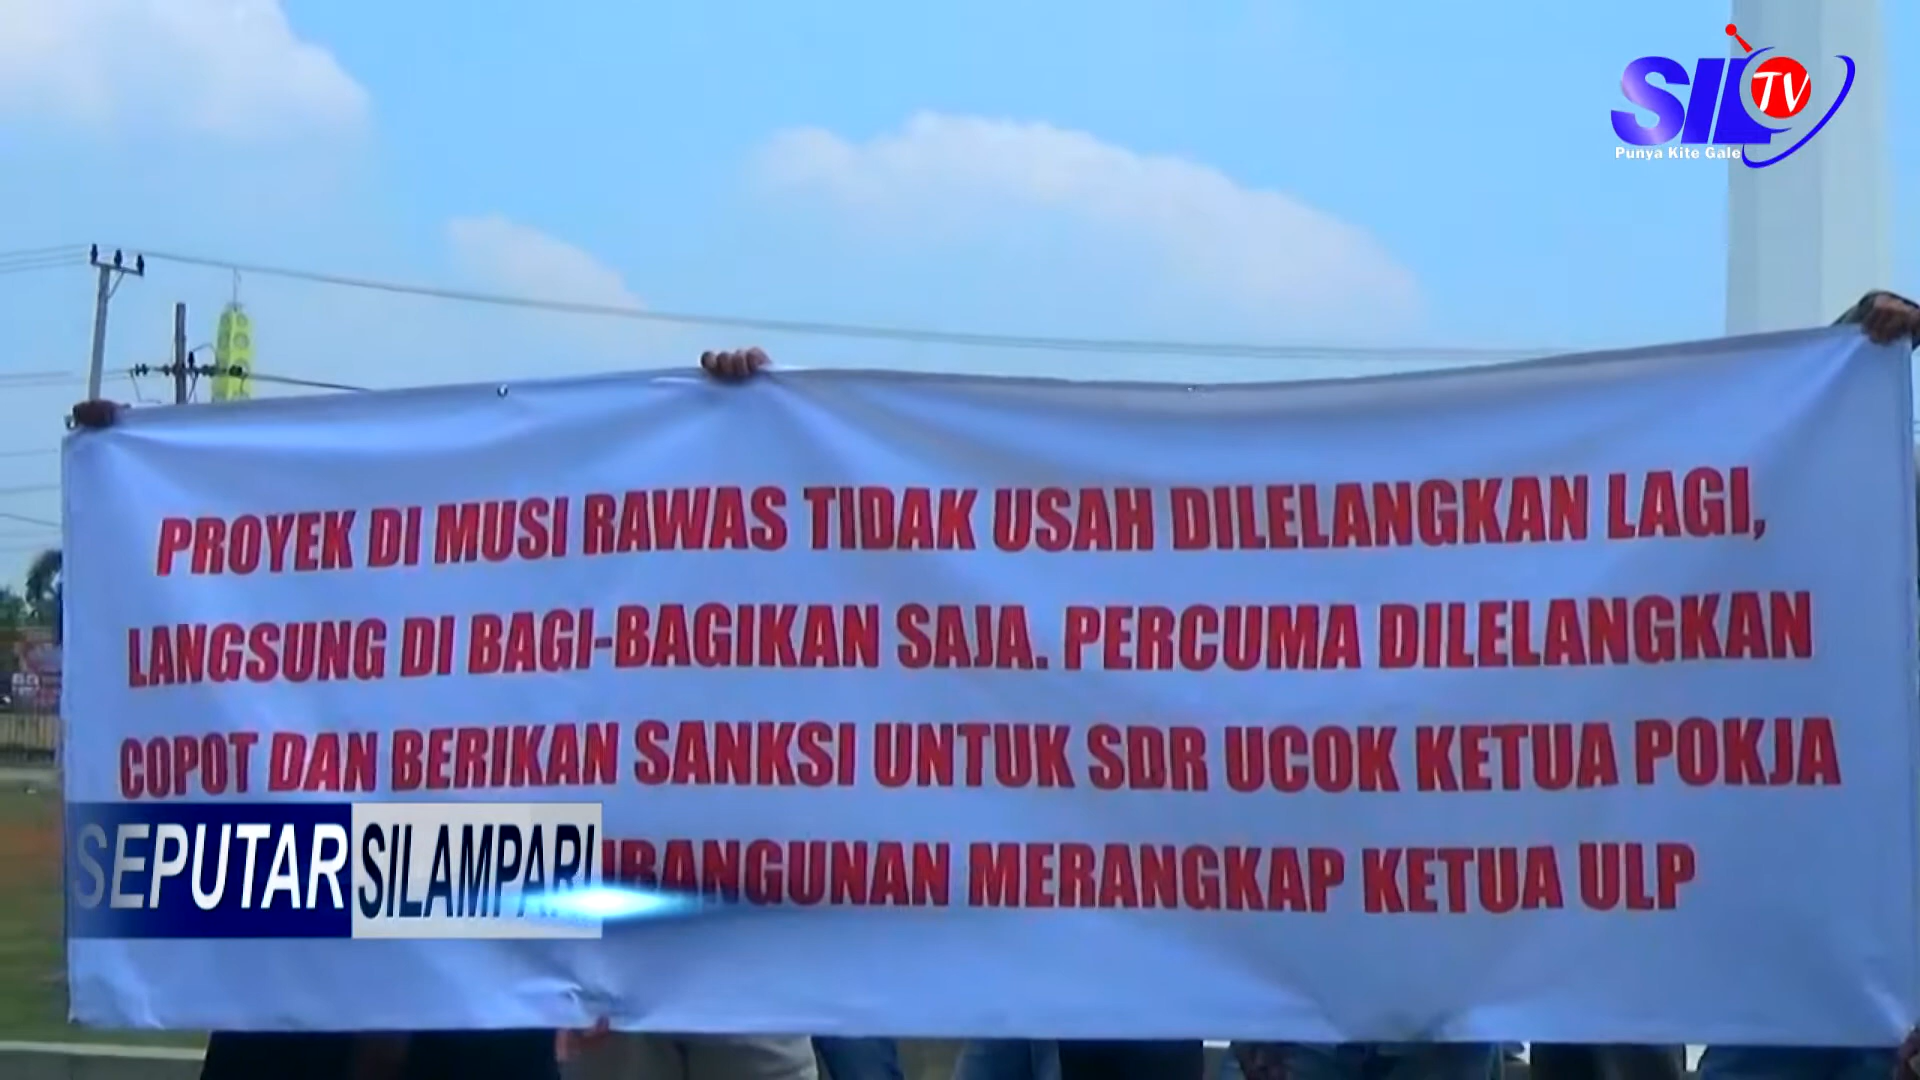 SIL TV
Punya Kite Gale
PROYEK DI MUSI RAWAS TIDAK USAH DILELANGKAN LAGI,
LANGSUNG DI BAGI-BAGIKAN SAJA. PERCUMA DILELANGKAN
COPOT DAN BERIKAN SANKSI UNTUK SDR UCOK KETUA POKJA
MERANGKAP KETUA ULP
SEPUTAR SILAMPARI